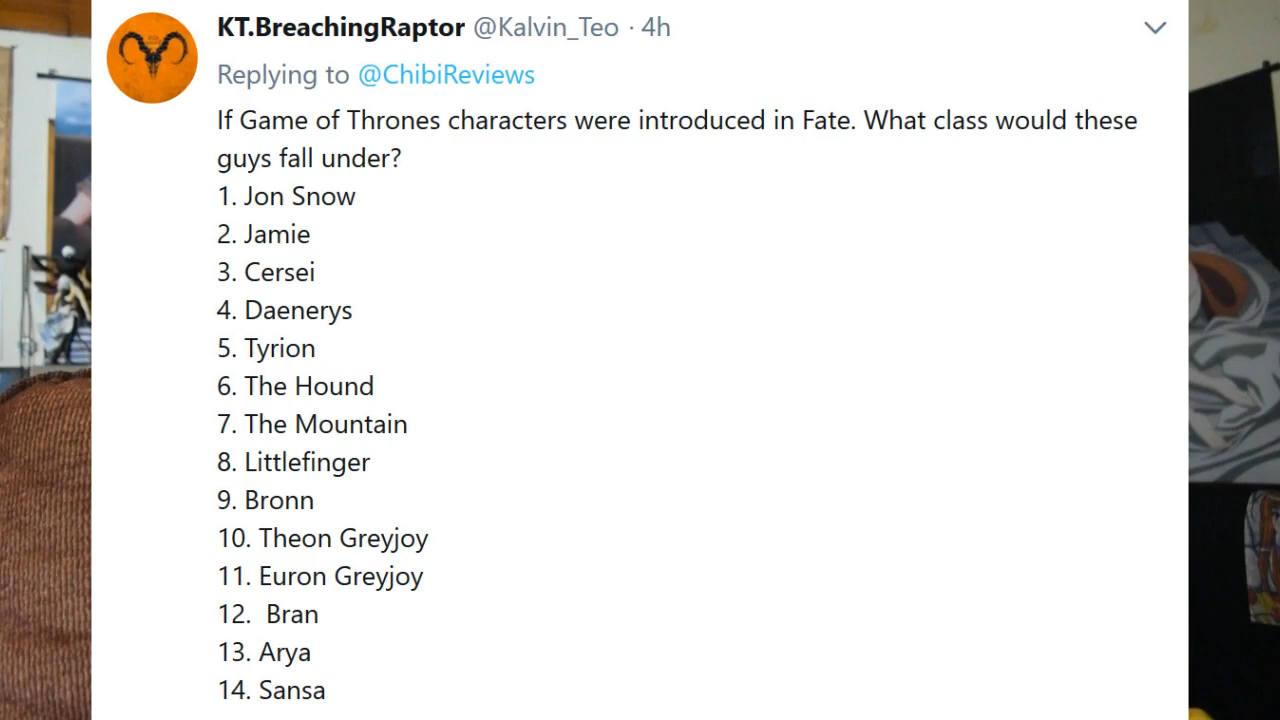 KT.BreachingRaptor @Kalvin_Teo · 4h
Replying to @ChibiReviews
If Game of Thrones characters were introduced in Fate. What class would these
guys fall under?
1. Jon Snow
2. Jamie
3. Cersei
4. Daenerys
5. Tyrion
6. The Hound
7. The Mountain
8. Littlefinger
9. Bronn
10. Theon Greyjoy
11. Euron Greyjoy
12.  Bran
13. Arya
14. Sansa